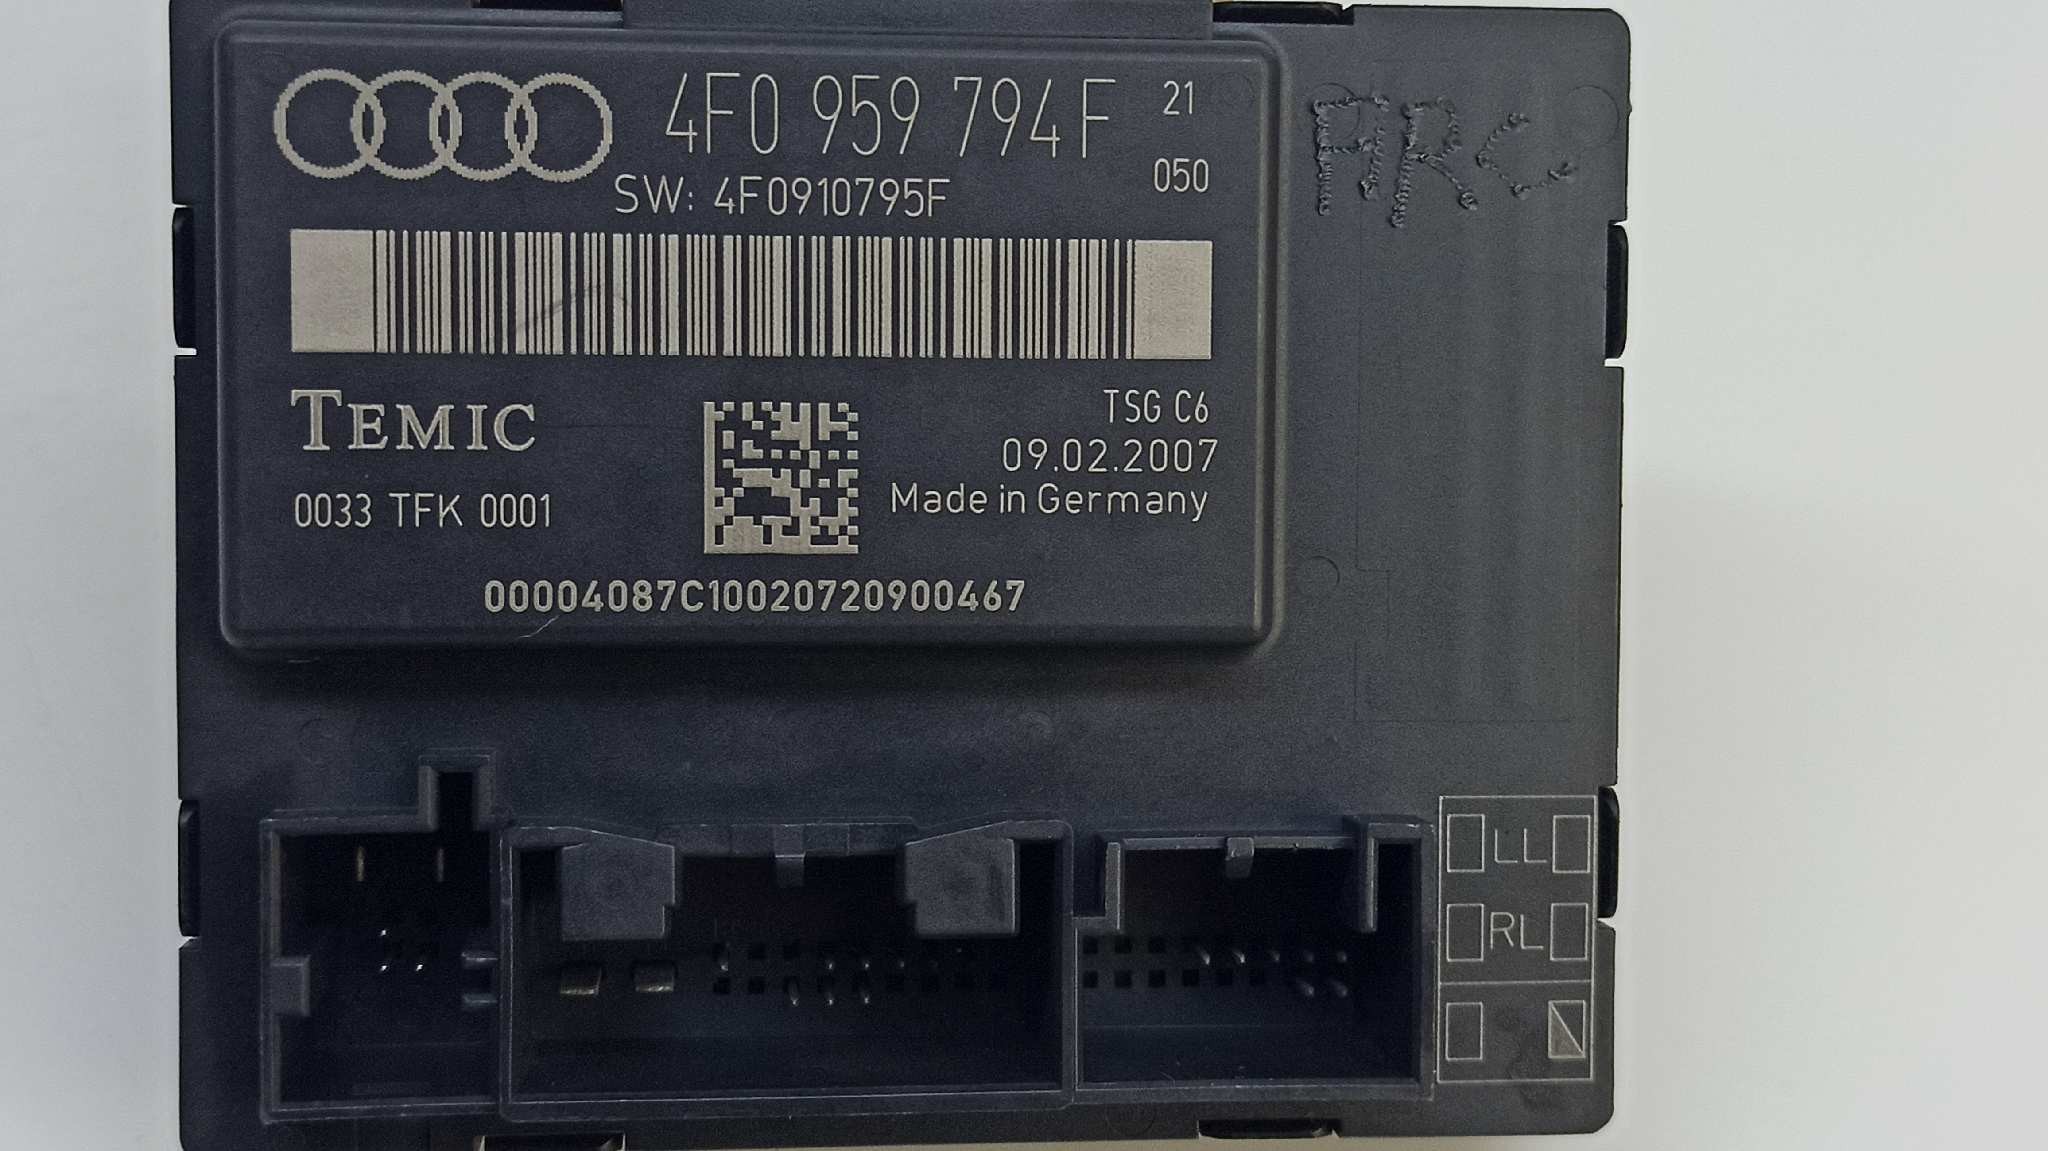 4F0 959 794 F 21
SW: 4F0910795F 050
TEMIC
TSG C6
09.02.2007
0033 TFK 0001
Made in Germany
00004087C10020720900467
LL
RL